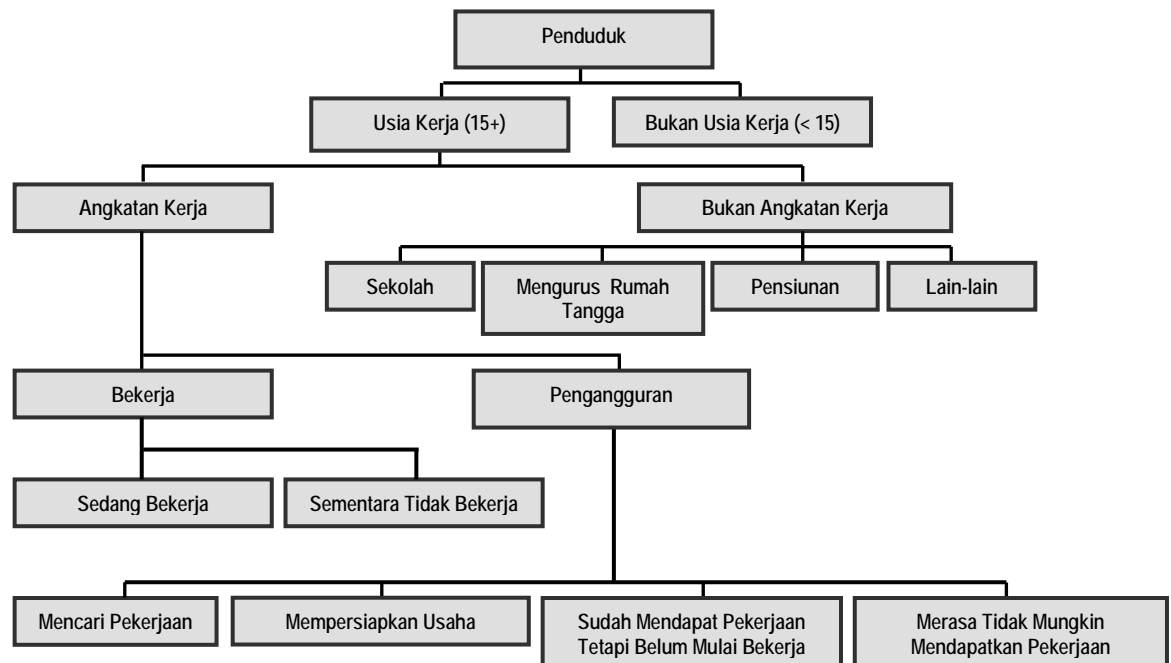 Penduduk
Usia Kerja (15+)
Bukan Usia Kerja (< 15)
Angkatan Kerja
Bukan Angkatan Kerja
Sekolah
Mengurus Rumah
Tangga
Pensiunan
Lain-lain
Bekerja
Pengangguran
Sedang Bekerja
Sementara Tidak Bekerja
Mencari Pekerjaan
Mempersiapkan Usaha
Sudah Mendapat Pekerjaan
Tetapi Belum Mulai Bekerja
Merasa Tidak Mungkin
Mendapatkan Pekerjaan